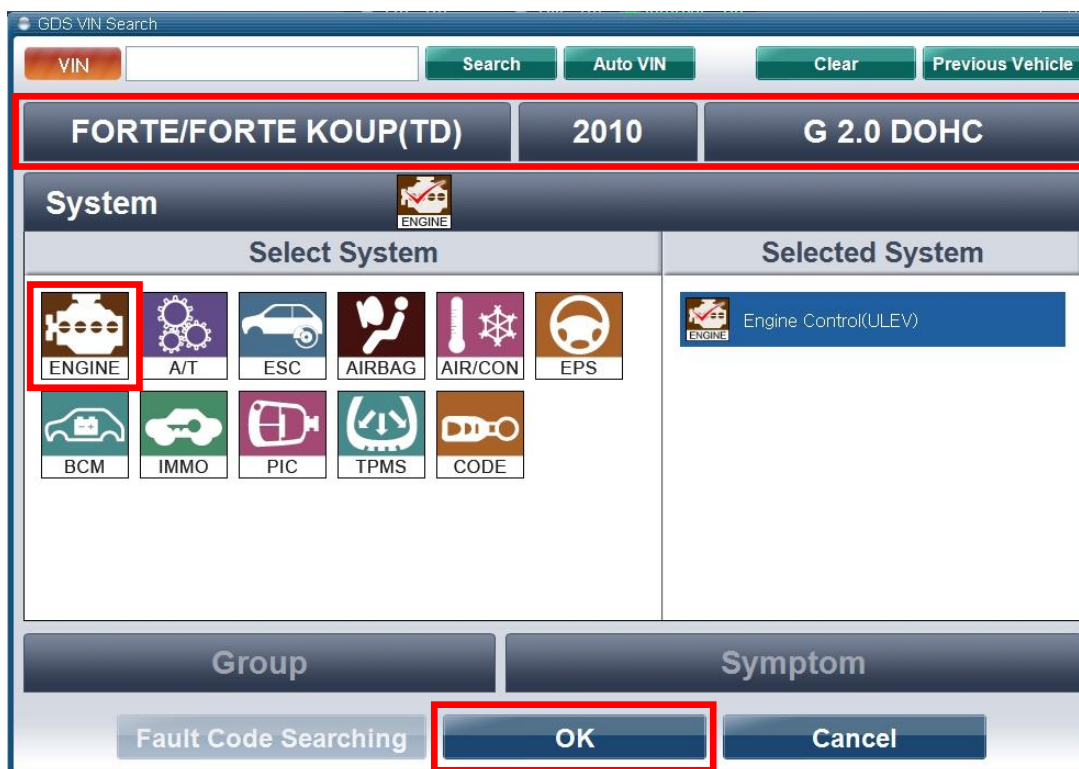 GDS VIN Search
VIN Search Auto VIN Clear Previous Vehicle
FORTE/FORTE KOUP(TD) 2010 G 2.0 DOHC
System ENGINE
Select System Selected System
ENGINE A/T ESC AIRBAG AIR/CON EPS
ENGINE Engine Control(ULEV)
BCM IMMO PIC TPMS CODE
Group Symptom
Fault Code Searching OK Cancel